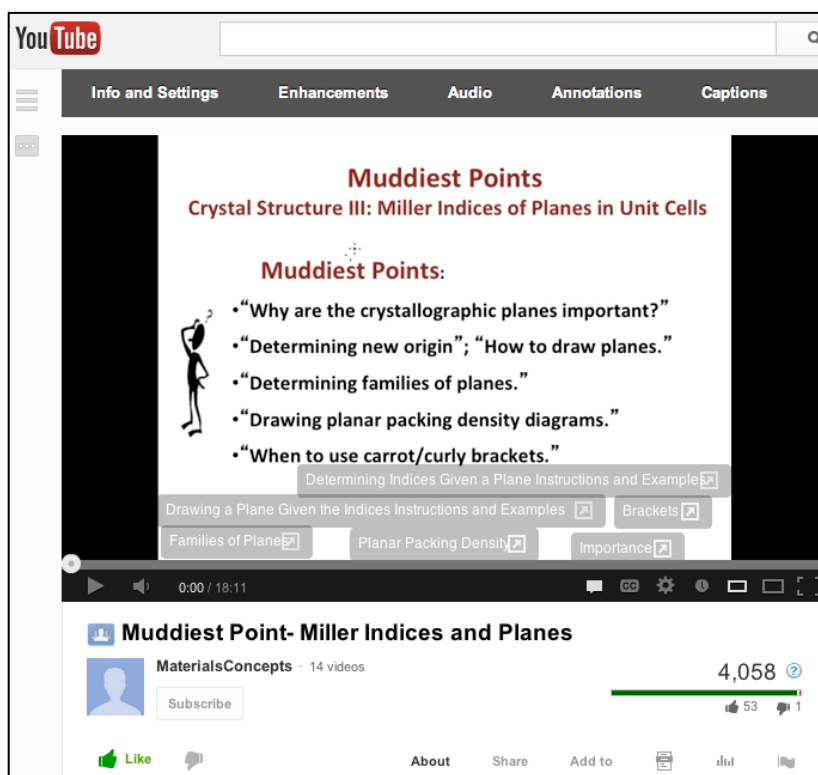 YouTube
Info and Settings Enhancements Audio Annotations Captions
Muddiest Points
Crystal Structure III: Miller Indices of Planes in Unit Cells
Muddiest Points:
•“Why are the crystallographic planes important?”
•“Determining new origin”; “How to draw planes.”
•“Determining families of planes.”
•“Drawing planar packing density diagrams.”
•“When to use carrot/curly brackets.”
Determining Indices Given a Plane Instructions and Examples
Drawing a Plane Given the Indices Instructions and Examples Brackets
Families of Planes Planar Packing Density Importance
0:00 / 18:11 CC
Muddiest Point- Miller Indices and Planes
MaterialsConcepts · 14 videos
4,058 ?
Subscribe
53 1
Like About Share Add to